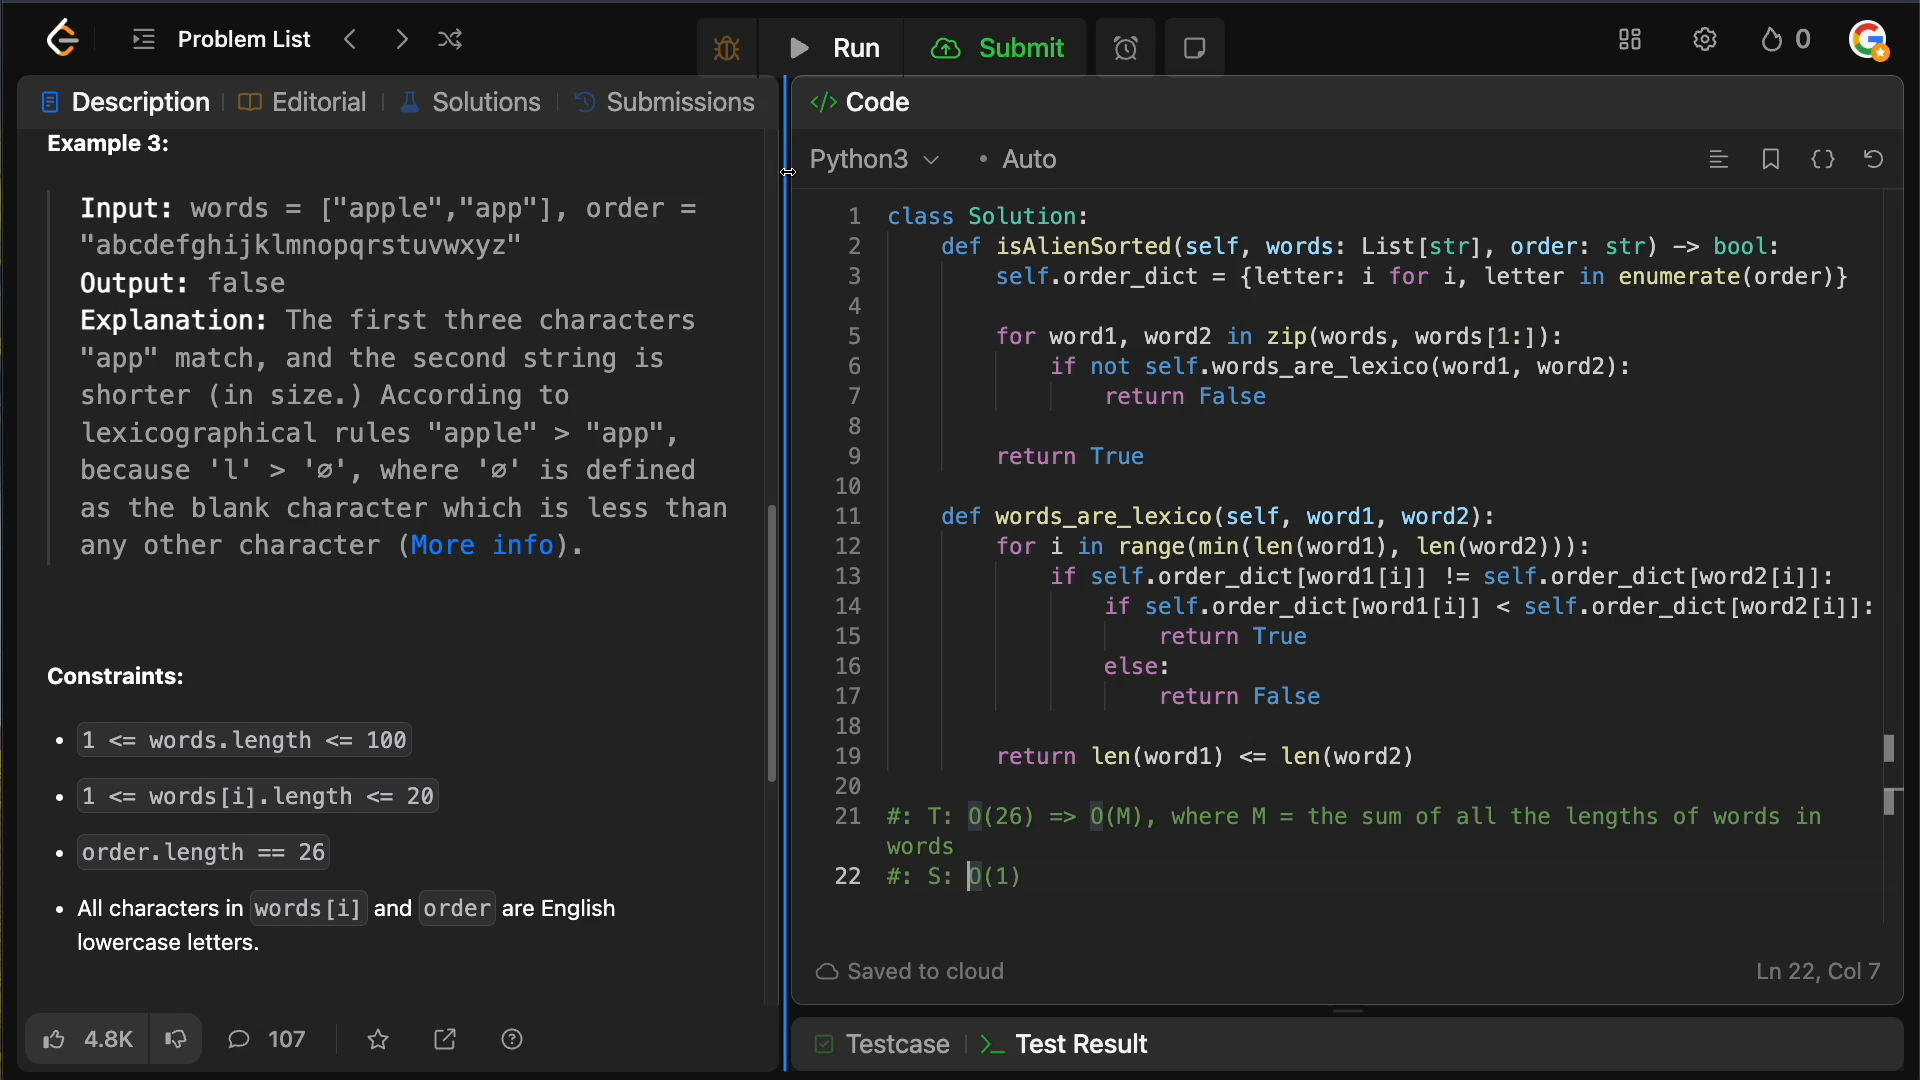 Problem List
Run
Submit
0
Description
Editorial
Solutions
Submissions
Example 3:
Input: words = ["apple","app"], order =
"abcdefghijklmnopqrstuvwxyz"
Output: false
Explanation: The first three characters
"app" match, and the second string is
shorter (in size.) According to
lexicographical rules "apple" > "app",
because 'l' > '∅', where '∅' is defined
as the blank character which is less than
any other character (More info).
Constraints:
• 1 <= words.length <= 100
• 1 <= words[i].length <= 20
• order.length == 26
• All characters in words[i] and order are English
lowercase letters.
4.8K
107
</> Code
Python3
• Auto
1 class Solution:
2     def isAlienSorted(self, words: List[str], order: str) -> bool:
3         self.order_dict = {letter: i for i, letter in enumerate(order)}
4
5         for word1, word2 in zip(words, words[1:]):
6             if not self.words_are_lexico(word1, word2):
7                 return False
8
9         return True
10
11     def words_are_lexico(self, word1, word2):
12         for i in range(min(len(word1), len(word2))):
13             if self.order_dict[word1[i]] != self.order_dict[word2[i]]:
14                 if self.order_dict[word1[i]] < self.order_dict[word2[i]]:
15                     return True
16                 else:
17                     return False
18
19         return len(word1) <= len(word2)
20
21 #: T: O(26) => O(M), where M = the sum of all the lengths of words in
words
22 #: S: O(1)
Saved to cloud
Ln 22, Col 7
Testcase
>_ Test Result